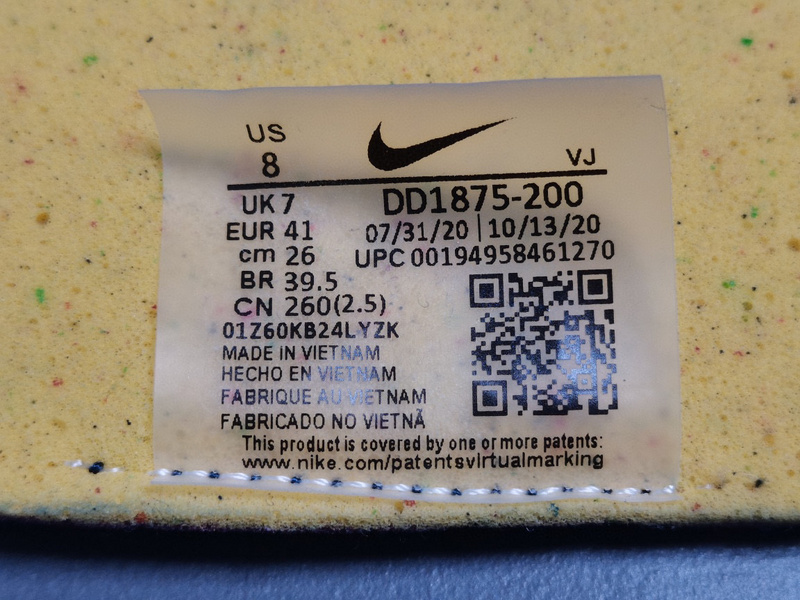 US
8
VJ
UK 7
DD1875-200
EUR 41
07/31/20 | 10/13/20
cm 26
UPC 00194958461270
BR 39.5
CN 260(2.5)
01Z60KB24LYZK
MADE IN VIETNAM
HECHO EN VIETNAM
FABRIQUE AU VIETNAM
FABRICADO NO VIETNÃ
This product is covered by one or more patents:
www.nike.com/patentsvirtualmarking